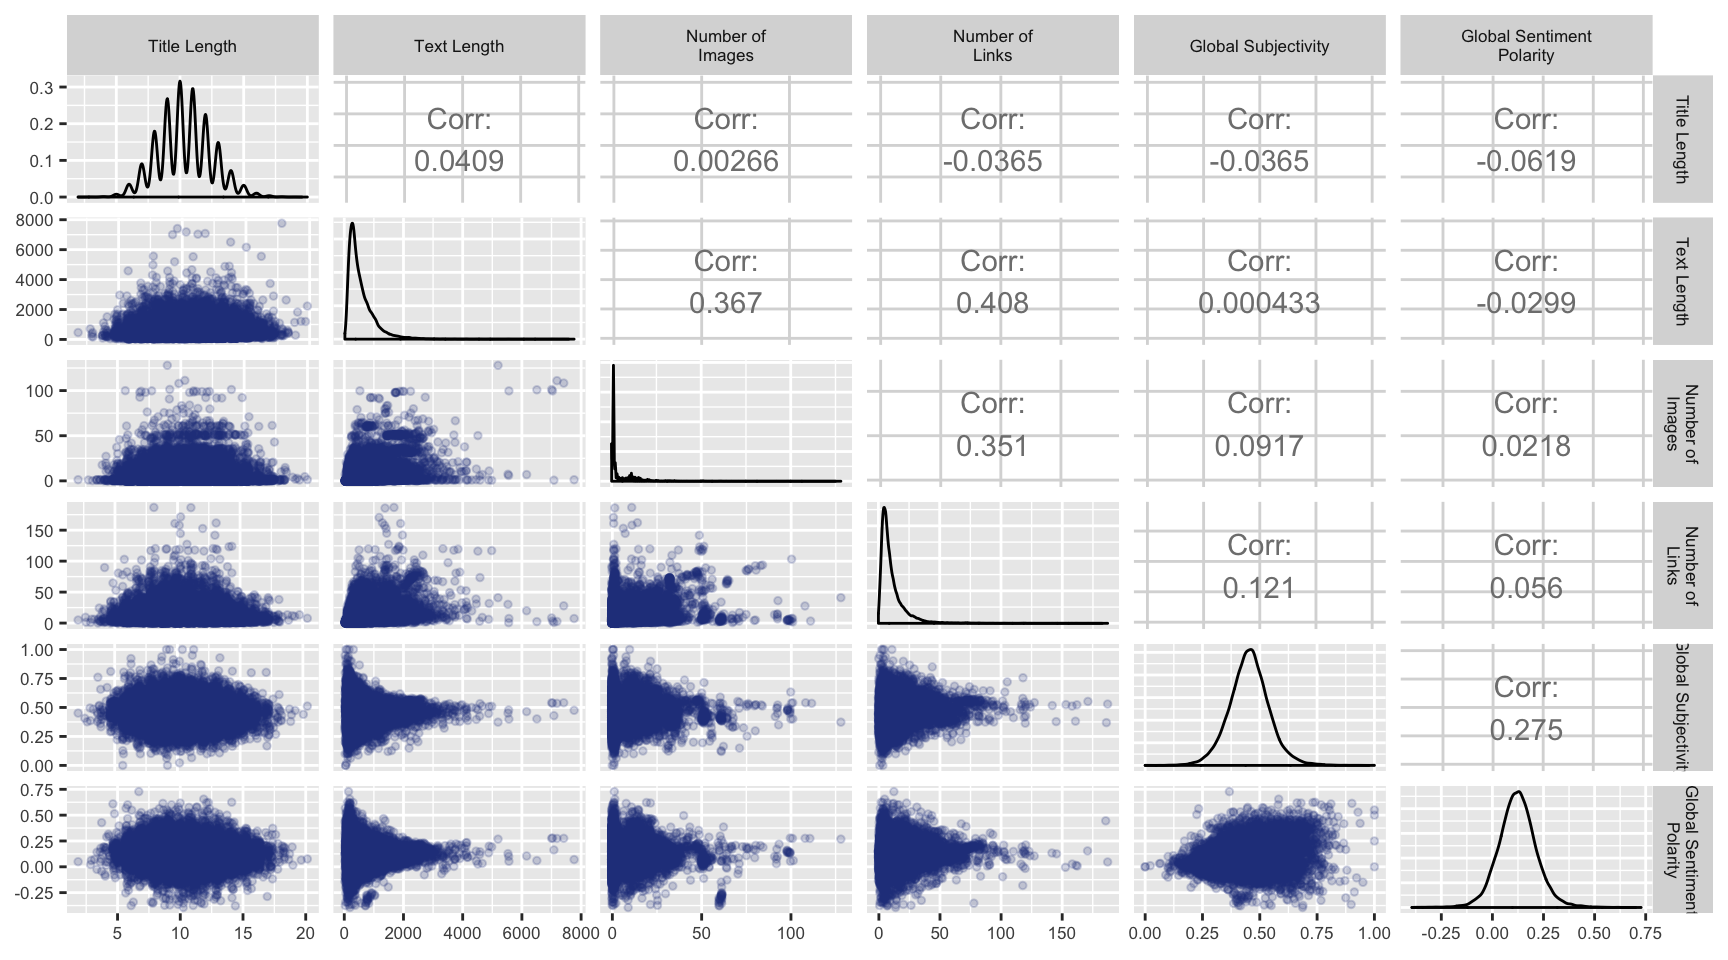 Title Length
Text Length
Number of
Images
Number of
Links
Global Subjectivity
Global Sentiment
Polarity
0.3
0.2
0.1
0.0
Corr:
0.0409
Corr:
0.00266
Corr:
-0.0365
Corr:
-0.0365
Corr:
-0.0619
Title Length
8000
6000
4000
2000
0
Corr:
0.367
Corr:
0.408
Corr:
0.000433
Corr:
-0.0299
Text Length
100
50
0
Corr:
0.351
Corr:
0.0917
Corr:
0.0218
Number of
Images
150
100
50
0
Corr:
0.121
Corr:
0.056
Number of
Links
1.00
0.75
0.50
0.25
0.00
Corr:
0.275
Global Subjectivit
0.75
0.50
0.25
0.00
-0.25
Global Sentiment
Polarity
5 10 15 20
0 2000 4000 6000 8000
0 50 100
0 50 100 150
0.00 0.25 0.50 0.75 1.00
-0.25 0.00 0.25 0.50 0.75